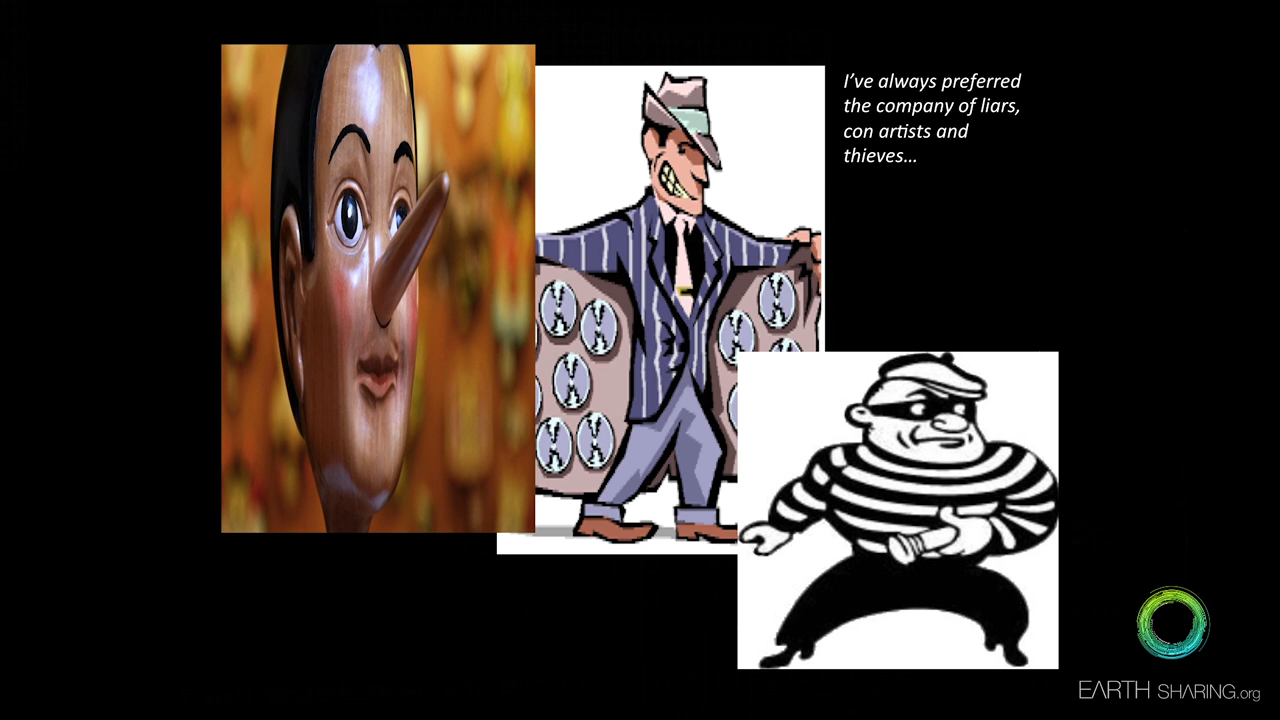 I've always preferred
the company of liars,
con artists and
thieves...
EARTH SHARING.org